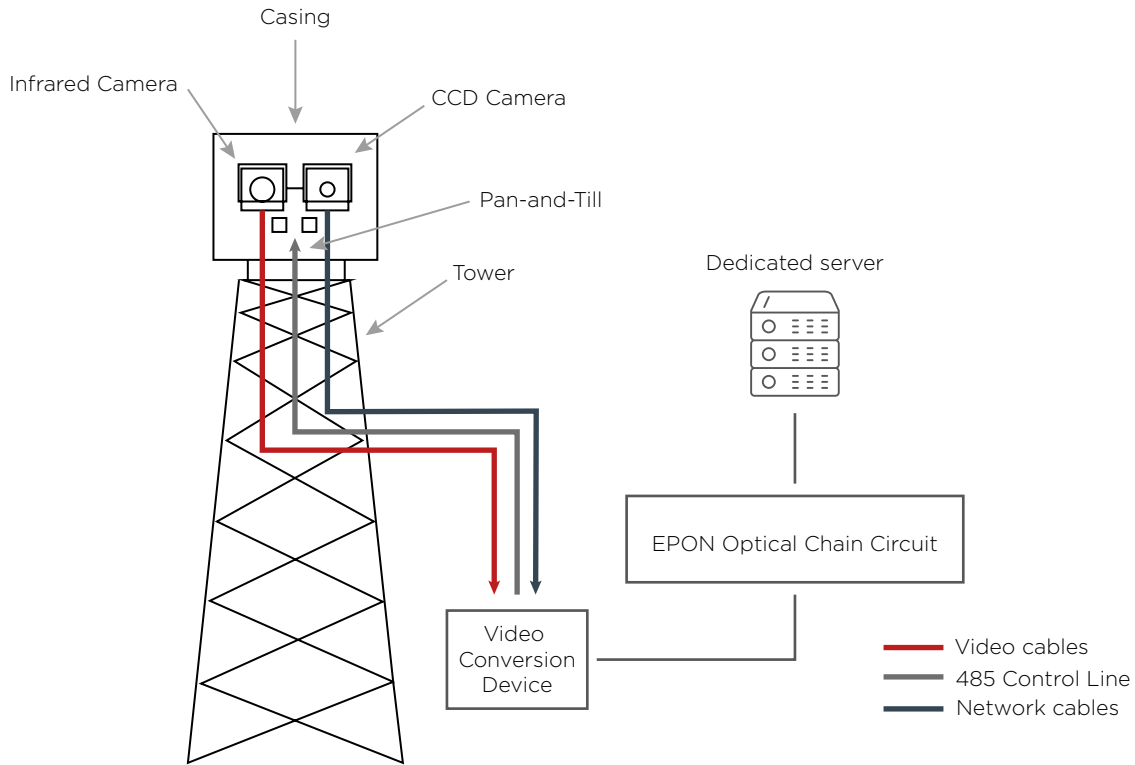 Casing
Infrared Camera
CCD Camera
Pan-and-Till
Tower
Dedicated server
EPON Optical Chain Circuit
Video
Conversion
Device
Video cables
485 Control Line
Network cables